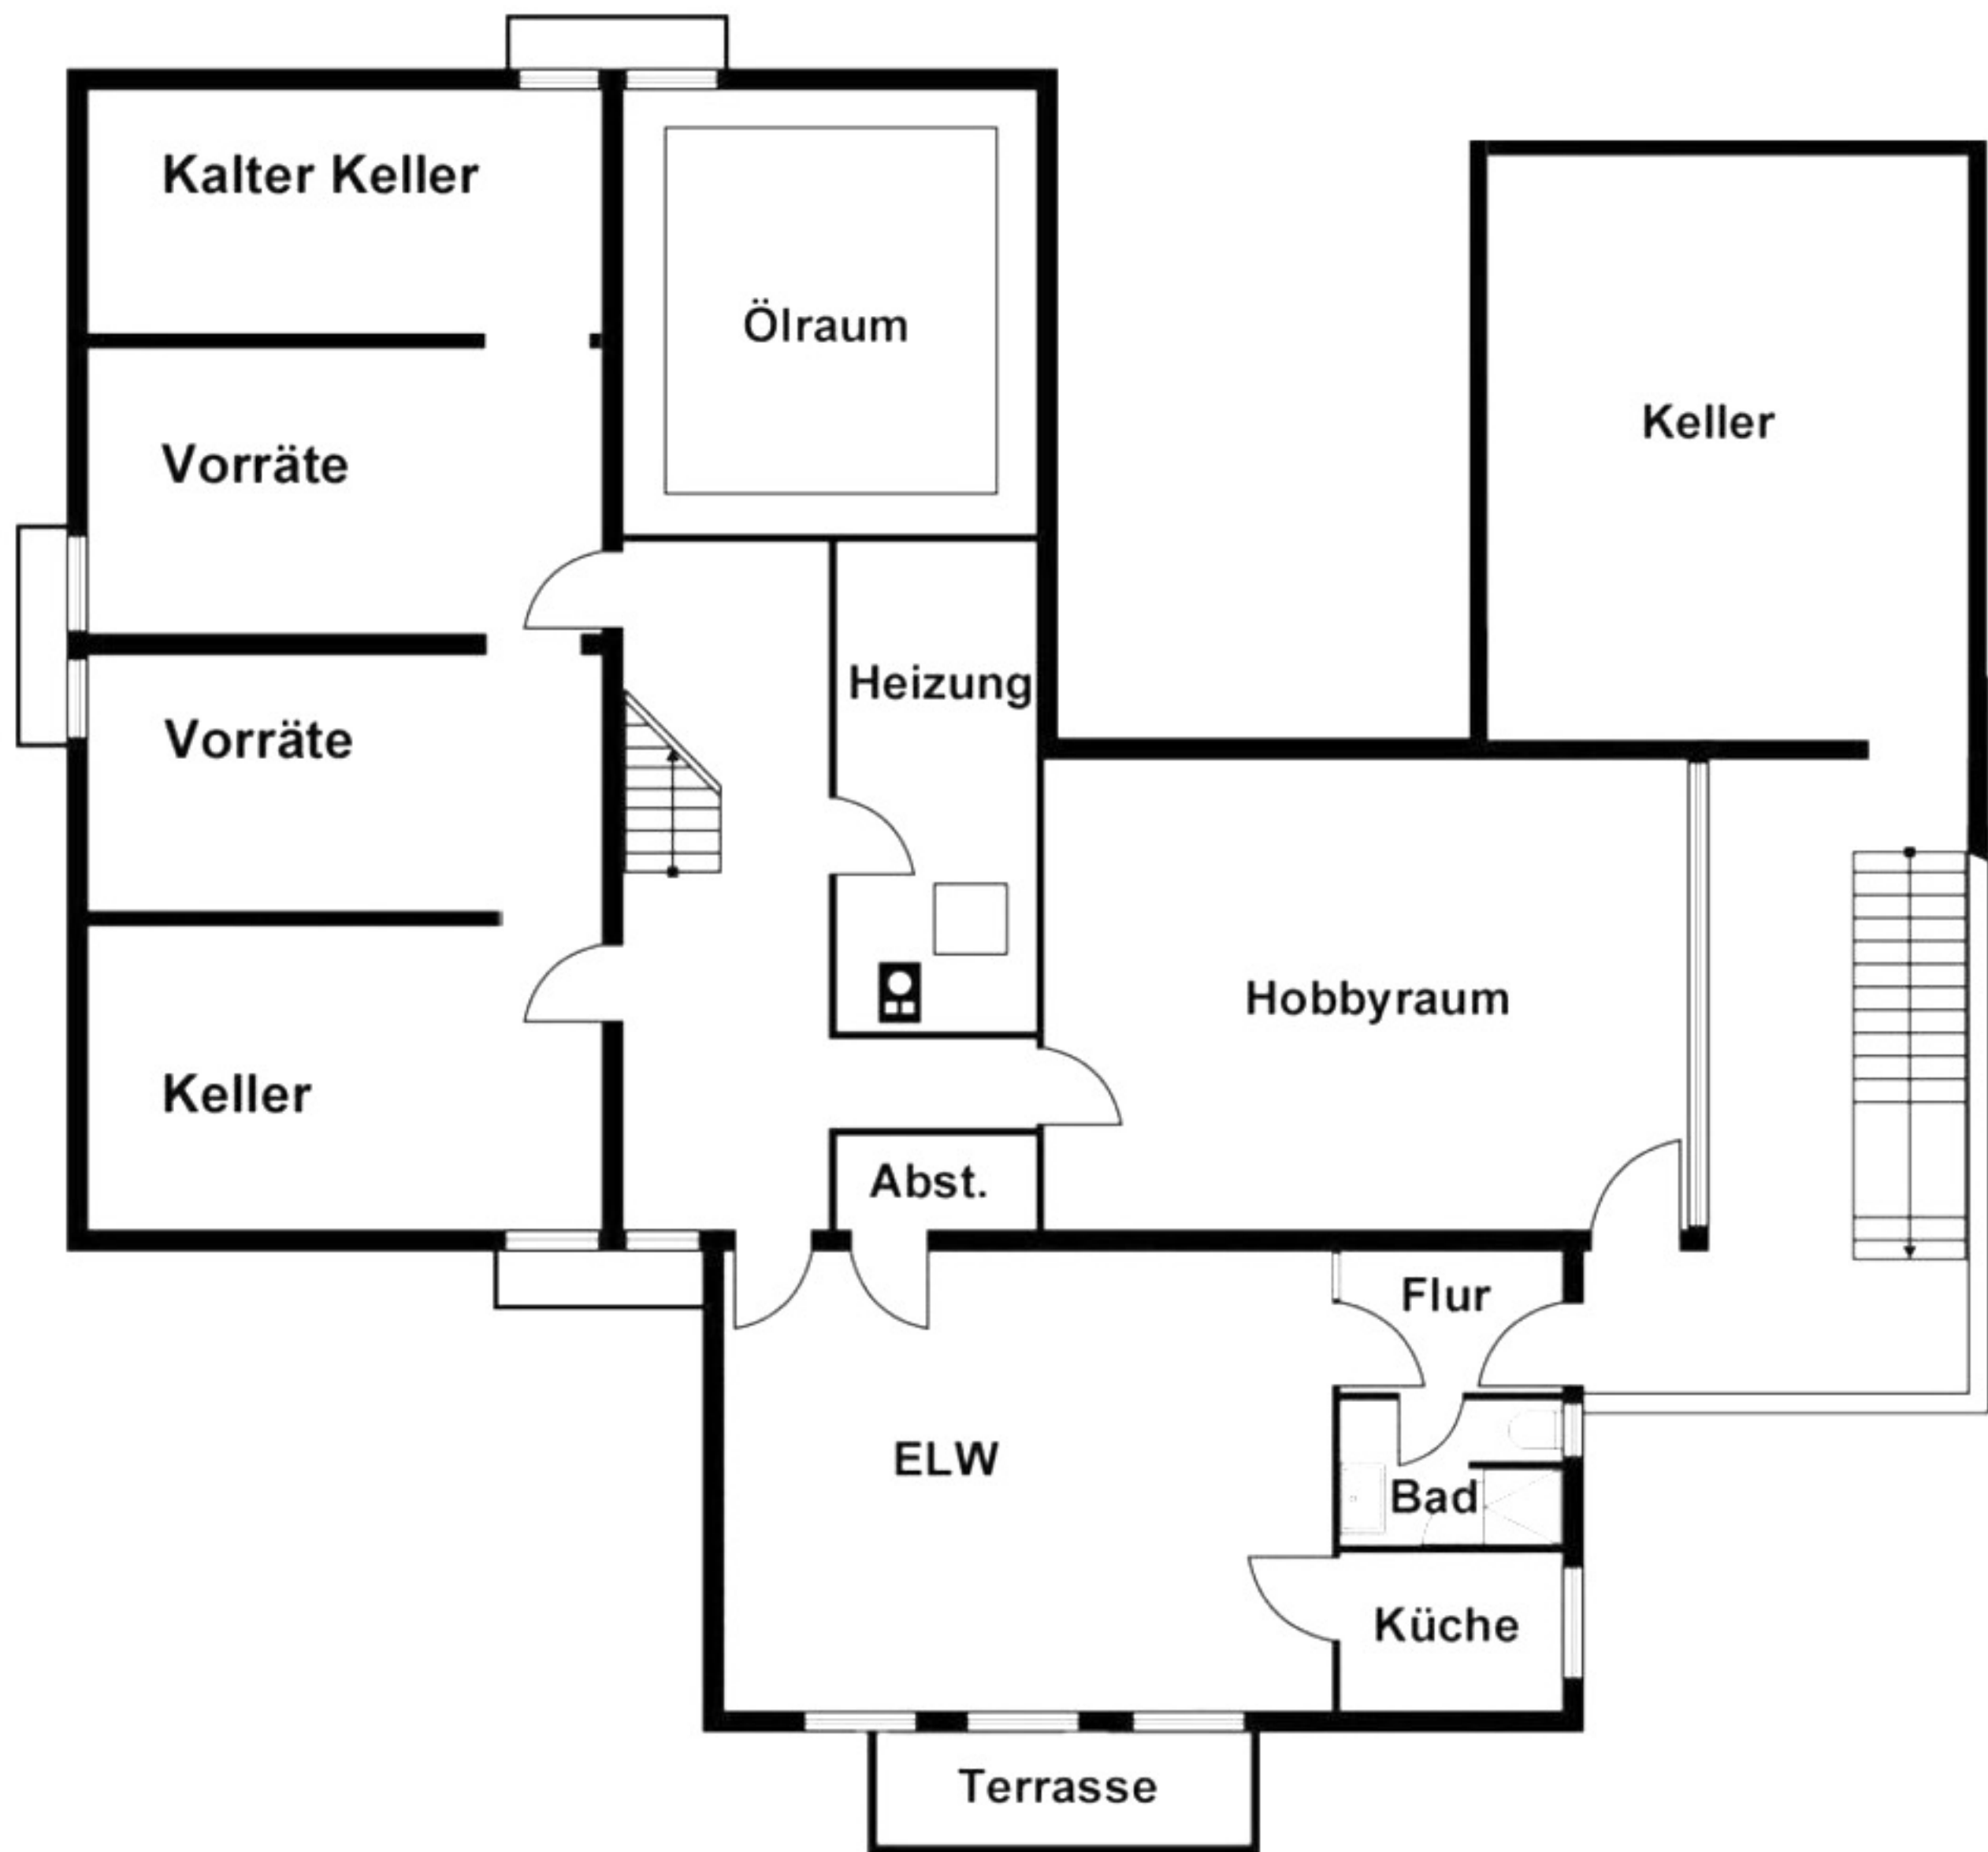 Kalter Keller
Ölraum
Keller
Vorräte
Heizung
Vorräte
Hobbyraum
Keller
Abst.
Flur
ELW
Bad
Küche
Terrasse